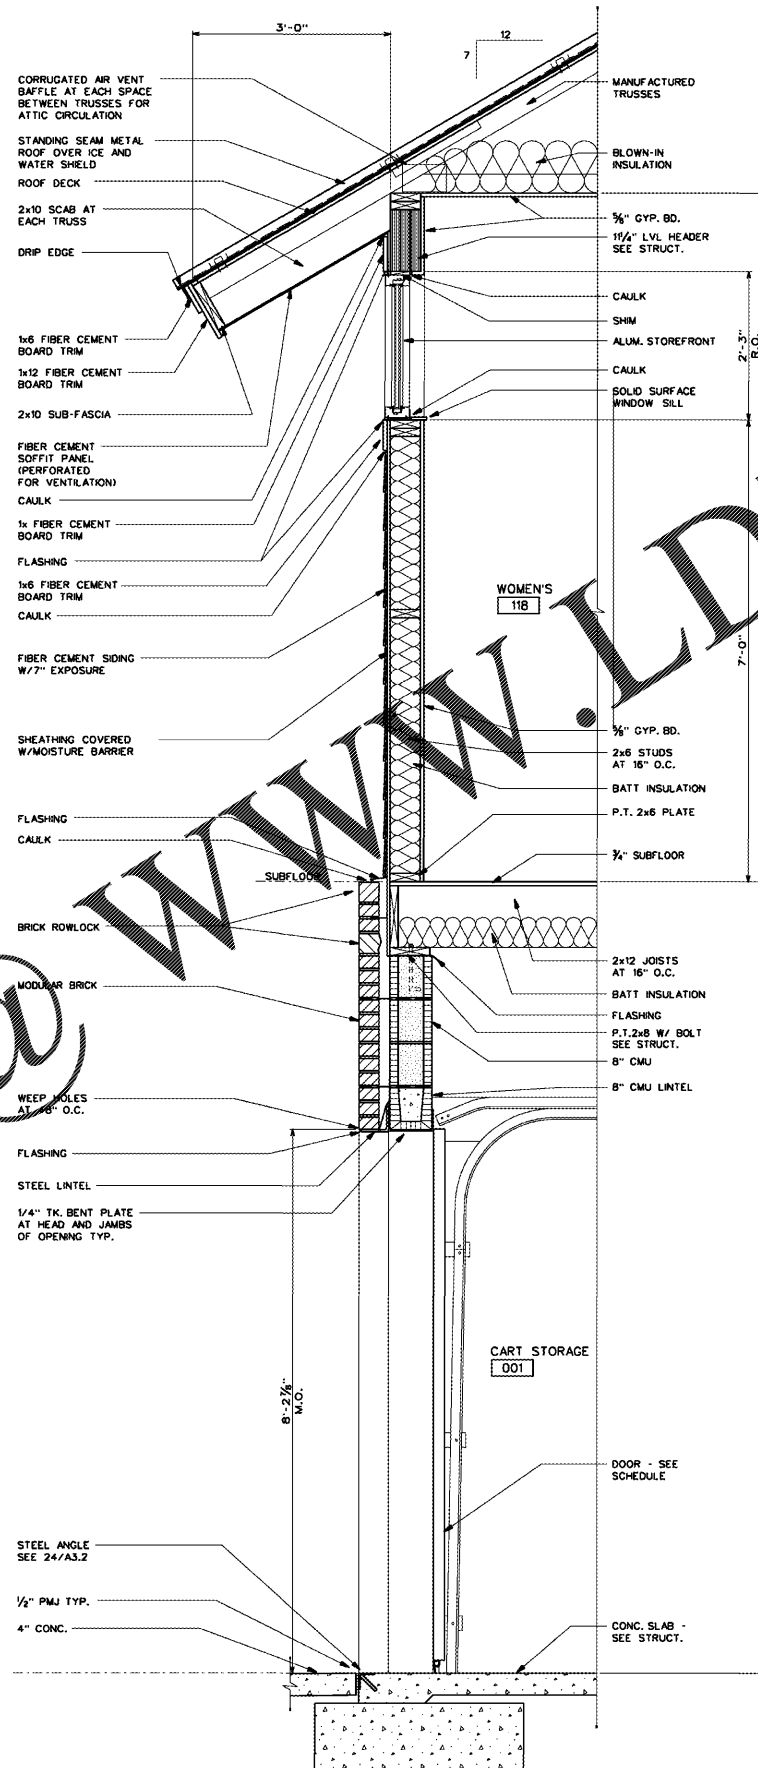 3'-0"
12
7
CORRUGATED AIR VENT
BAFFLE AT EACH SPACE
BETWEEN TRUSSES FOR
ATTIC CIRCULATION
STANDING SEAM METAL
ROOF OVER ICE AND
WATER SHIELD
ROOF DECK
2x10 SCAB AT
EACH TRUSS
DRIP EDGE
1x6 FIBER CEMENT
BOARD TRIM
1x12 FIBER CEMENT
BOARD TRIM
2x10 SUB-FASCIA
FIBER CEMENT
SOFFIT PANEL
(PERFORATED
FOR VENTILATION)
CAULK
1x FIBER CEMENT
BOARD TRIM
FLASHING
1x6 FIBER CEMENT
BOARD TRIM
CAULK
FIBER CEMENT SIDING
W/7" EXPOSURE
SHEATHING COVERED
W/MOISTURE BARRIER
FLASHING
CAULK
SUBFLOOR
BRICK ROWLOCK
MODULAR BRICK
WEEP HOLES
AT 48" O.C.
FLASHING
STEEL LINTEL
1/4" TK. BENT PLATE
AT HEAD AND JAMBS
OF OPENING TYP.
8'-2⅞"
M.O.
STEEL ANGLE
SEE 24/A3.2
½" PMJ TYP.
4" CONC.
MANUFACTURED
TRUSSES
BLOWN-IN
INSULATION
⅝" GYP. BD.
11¼" LVL HEADER
SEE STRUCT.
CAULK
SHIM
ALUM. STOREFRONT
CAULK
SOLID SURFACE
WINDOW SILL
2'-3"
R.O.
WOMEN'S
118
7'-0"
⅝" GYP. BD.
2x6 STUDS
AT 16" O.C.
BATT INSULATION
P.T. 2x6 PLATE
¾" SUBFLOOR
2x12 JOISTS
AT 16" O.C.
BATT INSULATION
FLASHING
P.T.2x8 W/ BOLT
SEE STRUCT.
8" CMU
8" CMU LINTEL
CART STORAGE
001
DOOR - SEE
SCHEDULE
CONC. SLAB -
SEE STRUCT.
@ WWW.LD